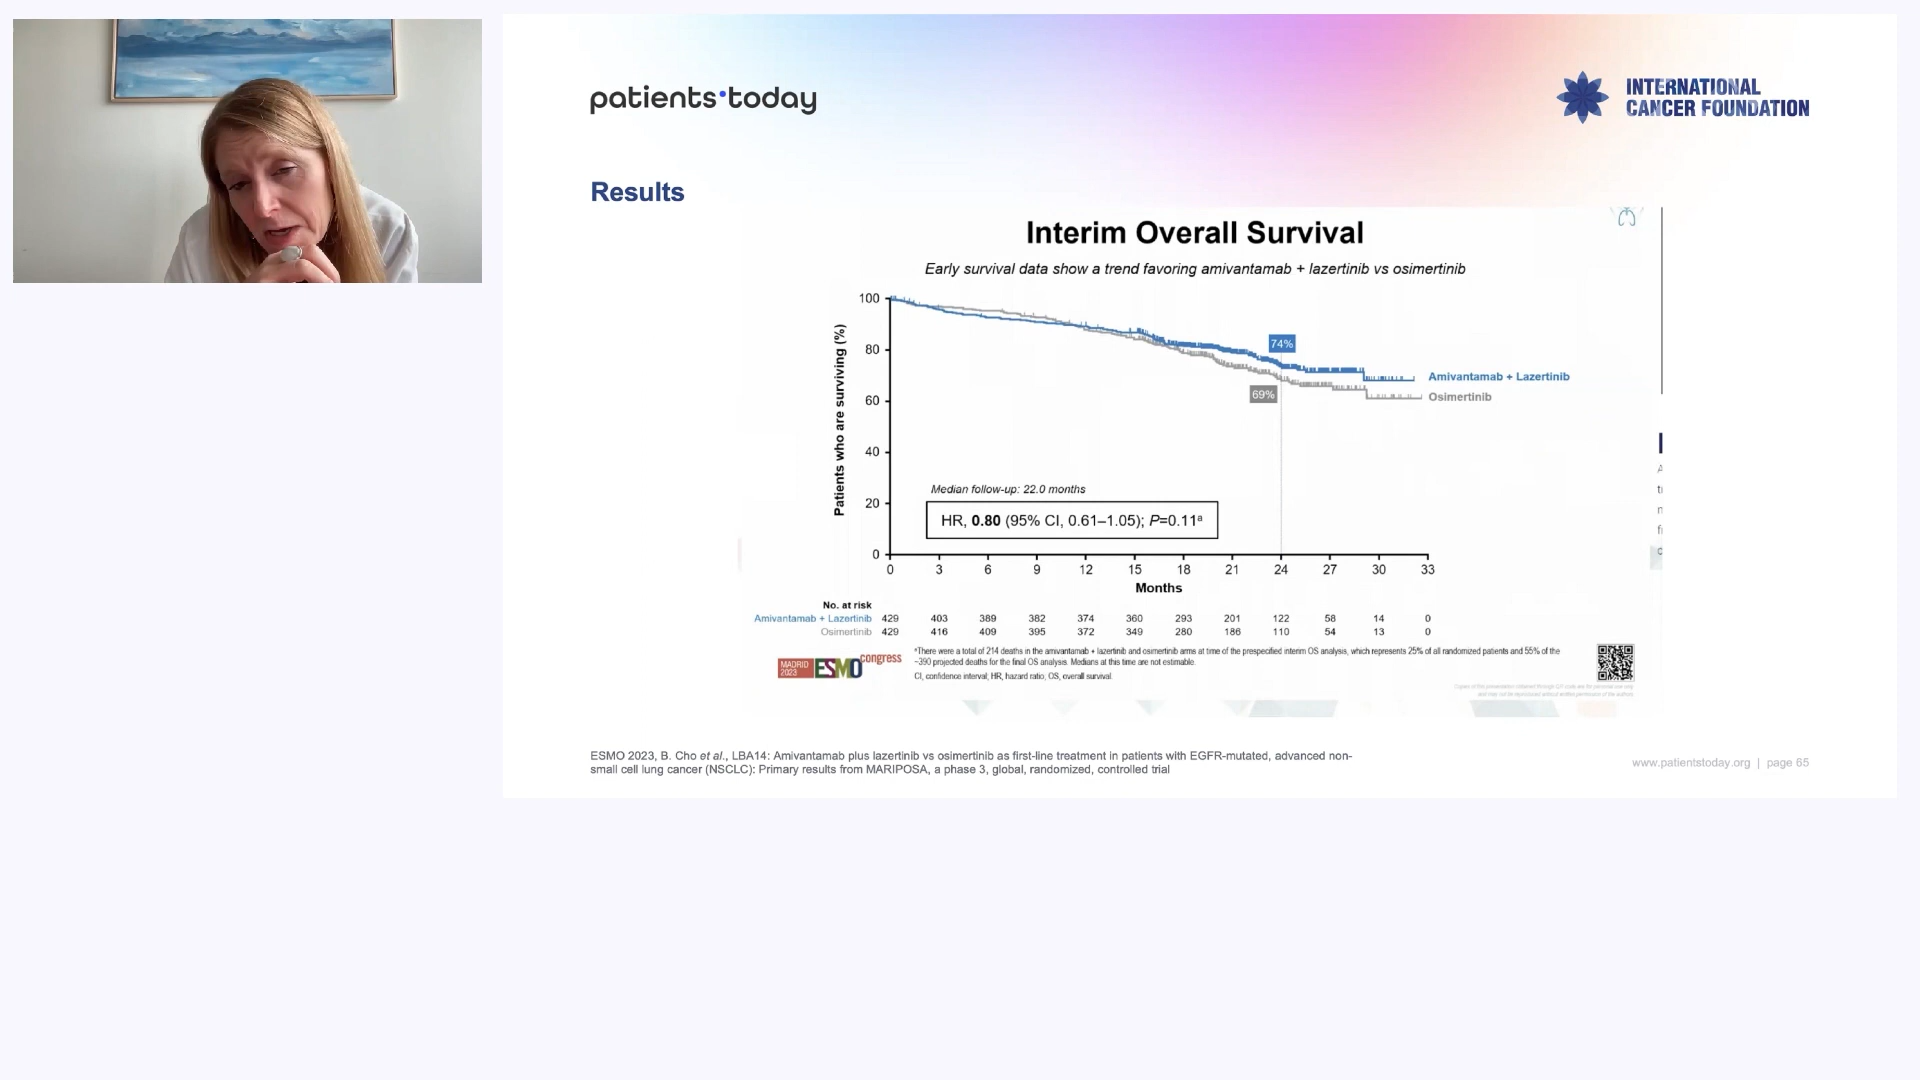 patients·today
INTERNATIONAL
CANCER FOUNDATION
Results
Interim Overall Survival
Early survival data show a trend favoring amivantamab + lazertinib vs osimertinib
Patients who are surviving (%)
100
80
60
40
20
0
74%
69%
Amivantamab + Lazertinib
Osimertinib
Median follow-up: 22.0 months
HR, 0.80 (95% CI, 0.61–1.05); P=0.11ª
0 3 6 9 12 15 18 21 24 27 30 33
Months
No. at risk
Amivantamab + Lazertinib 429 403 389 382 374 360 293 201 122 58 14 0
Osimertinib 429 416 409 395 372 349 280 186 110 54 13 0
ªThere were a total of 214 deaths in the amivantamab + lazertinib and osimertinib arms at time of the prespecified interim OS analysis, which represents 25% of all randomized patients and 55% of the
~390 projected deaths for the final OS analysis. Medians at this time are not estimable.
CI, confidence interval; HR, hazard ratio; OS, overall survival.
MADRID
2023
ESMO congress
ESMO 2023, B. Cho et al., LBA14: Amivantamab plus lazertinib vs osimertinib as first-line treatment in patients with EGFR-mutated, advanced non-
small cell lung cancer (NSCLC): Primary results from MARIPOSA, a phase 3, global, randomized, controlled trial
www.patientstoday.org | page 65